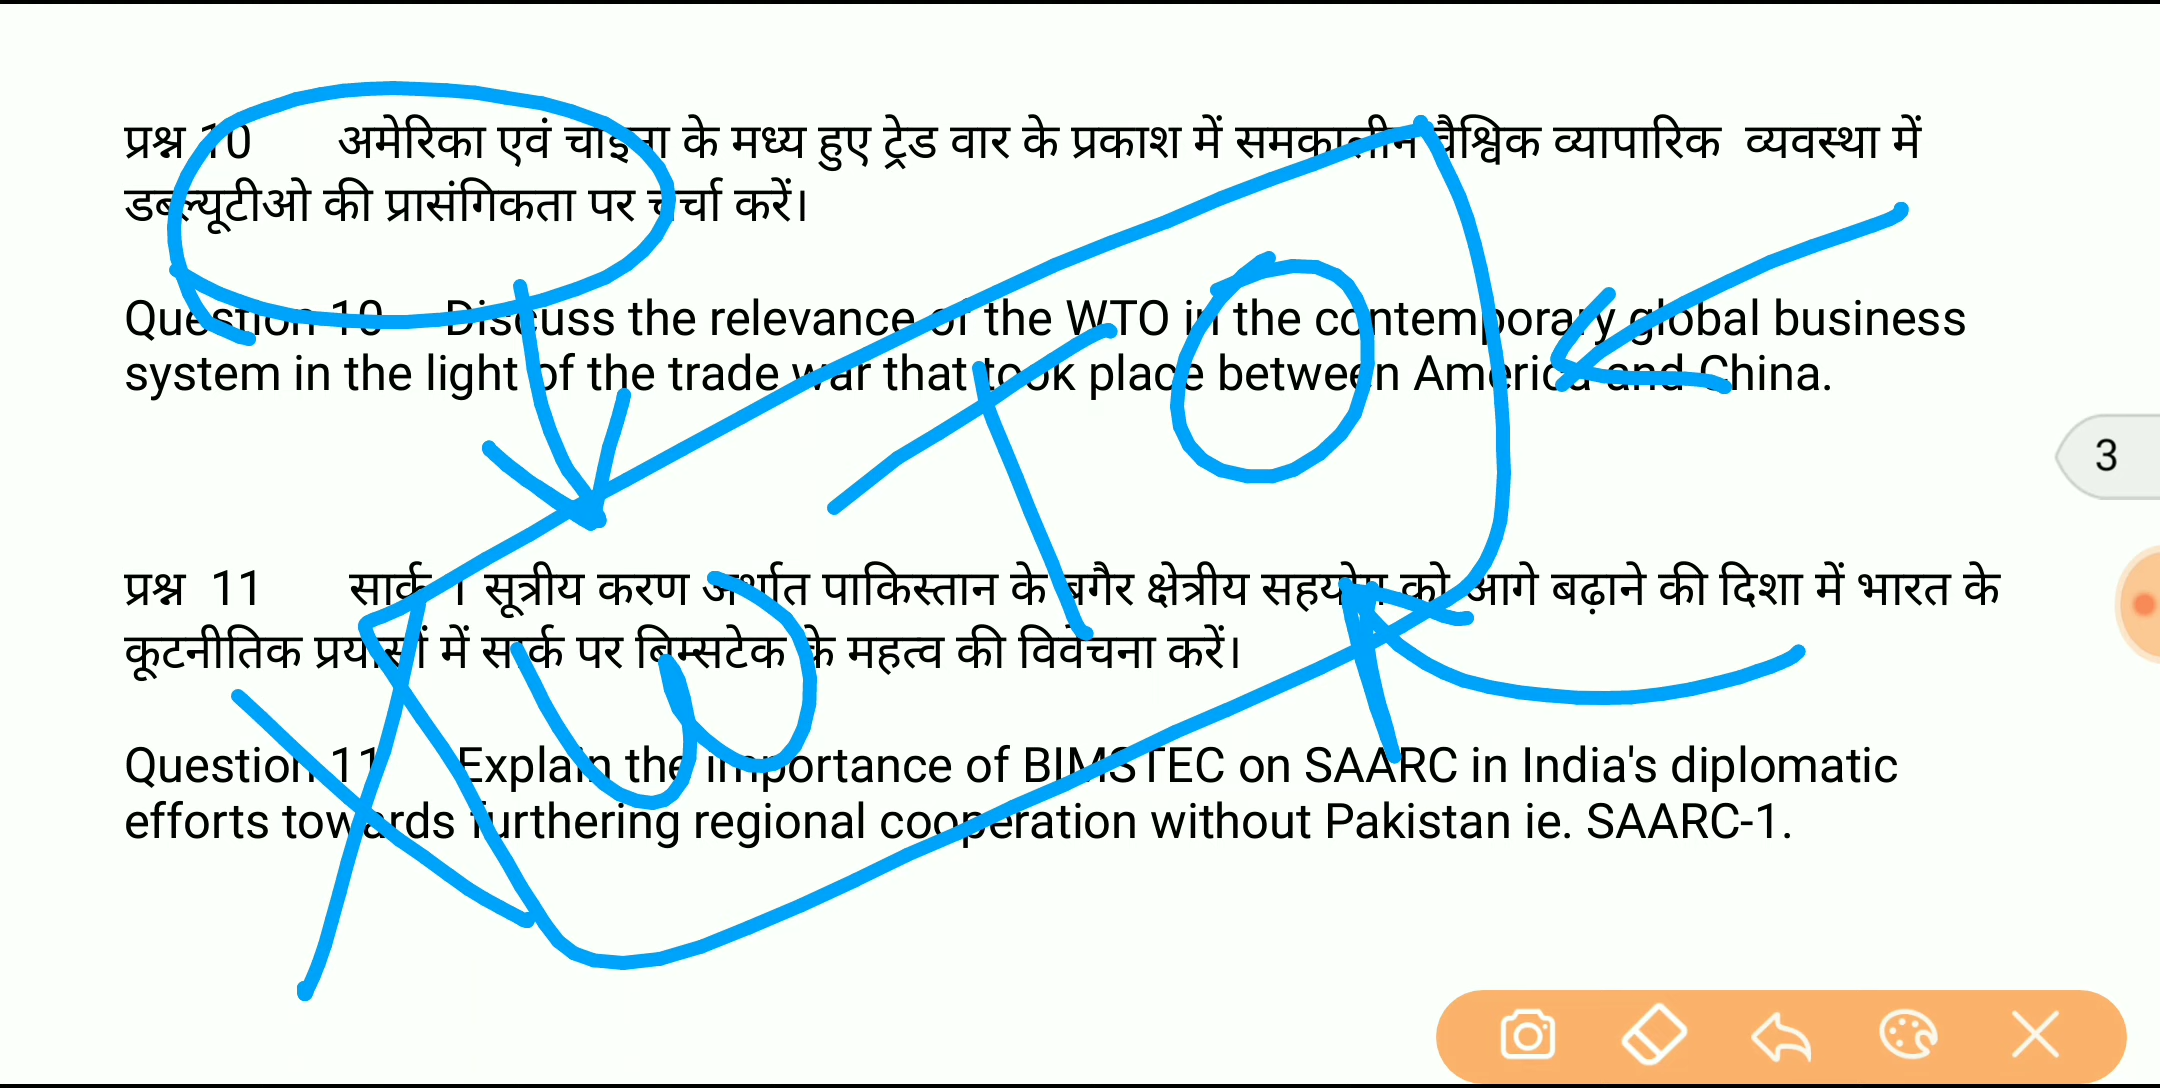 प्रश्न 10 अमेरिका एवं चाइना के मध्य हुए ट्रेड वार के प्रकाश में समकालीन वैश्विक व्यापारिक व्यवस्था में
डब्ल्यूटीओ की प्रासंगिकता पर चर्चा करें।
Question 10 Discuss the relevance of the WTO in the contemporary global business
system in the light of the trade war that took place between America and China.
WTO
3
प्रश्न 11 सार्क 1 सूत्रीय करण अर्थात पाकिस्तान के बगैर क्षेत्रीय सहयोग को आगे बढ़ाने की दिशा में भारत के
कूटनीतिक प्रयासों में सार्क पर बिम्सटेक के महत्व की विवेचना करें।
Question 11 Explain the importance of BIMSTEC on SAARC in India's diplomatic
efforts towards furthering regional cooperation without Pakistan ie. SAARC-1.